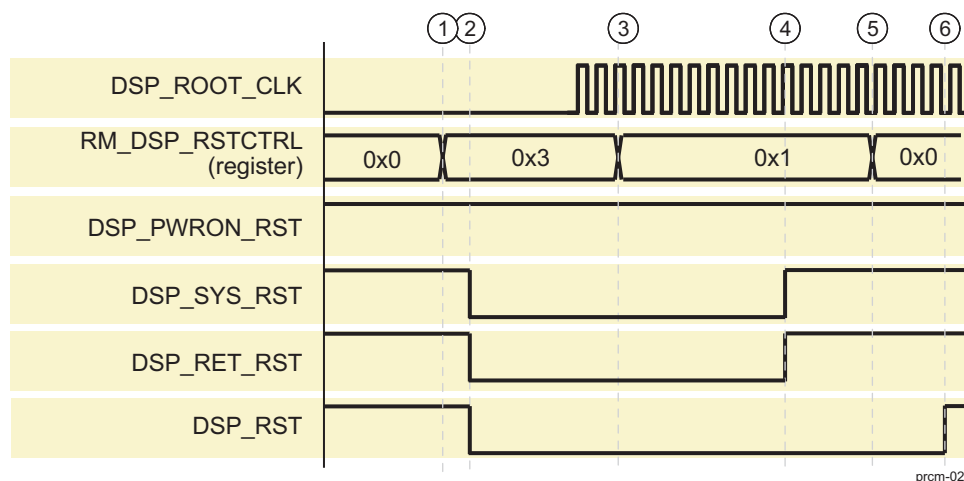 1 2 3 4 5 6
DSP_ROOT_CLK
RM_DSP_RSTCTRL
(register)
0x0 0x3 0x1 0x0
DSP_PWRON_RST
DSP_SYS_RST
DSP_RET_RST
DSP_RST
prcm-02